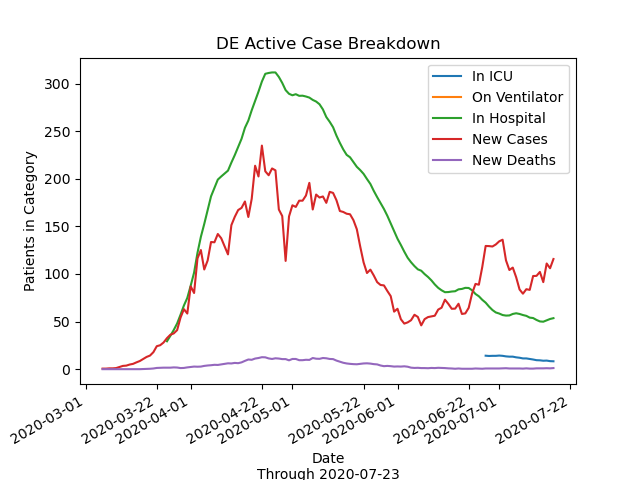 DE Active Case Breakdown
Patients in Category
300
250
200
150
100
50
0
In ICU
On Ventilator
In Hospital
New Cases
New Deaths
2020-03-01
2020-03-22
2020-04-01
2020-04-22
2020-05-01
2020-05-22
2020-06-01
2020-06-22
2020-07-01
2020-07-22
Date
Through 2020-07-23